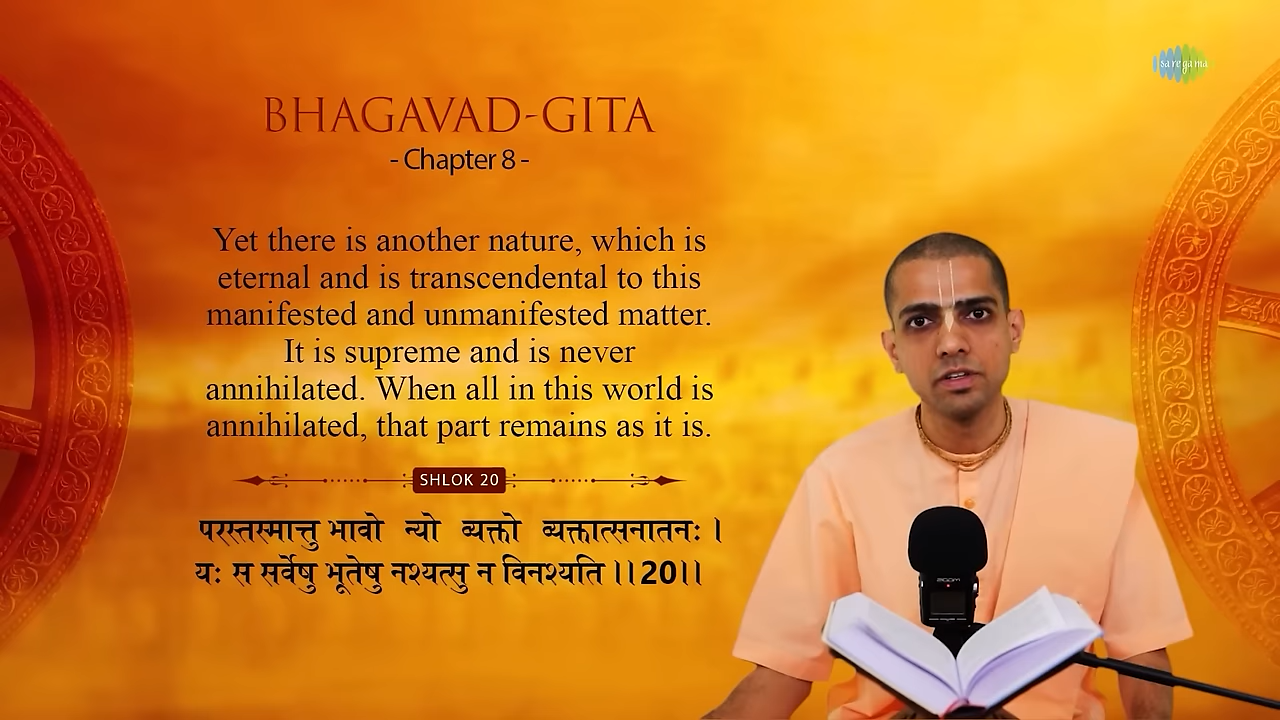 saregama
BHAGAVAD-GITA
- Chapter 8 -
Yet there is another nature, which is
eternal and is transcendental to this
manifested and unmanifested matter.
It is supreme and is never
annihilated. When all in this world is
annihilated, that part remains as it is.
SHLOK 20
परस्तस्मात्तु भावो न्यो व्यक्तो व्यक्तात्सनातनः ।
यः स सर्वेषु भूतेषु नश्यत्सु न विनश्यति ।।20।।
zoom